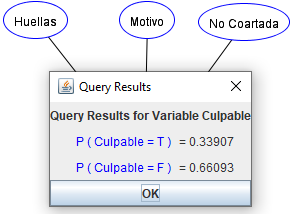 Huellas
Motivo
No Coartada
Query Results
Query Results for Variable Culpable
P ( Culpable = T ) = 0.33907
P ( Culpable = F ) = 0.66093
OK